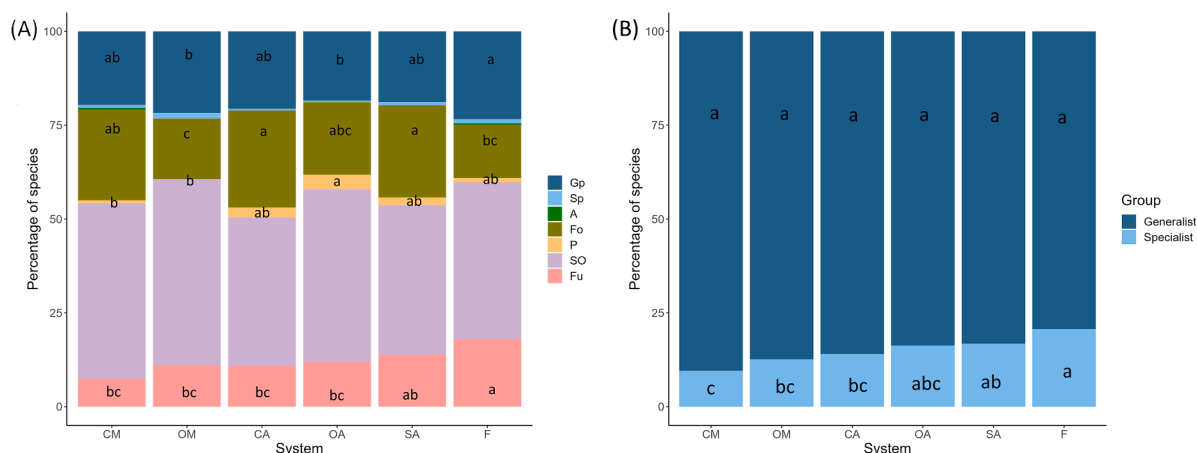 (A)
Percentage of species
100
75
50
25
0
ab b ab b ab a
ab c a abc a bc
b b ab a ab ab
bc bc bc bc ab a
CM OM CA OA SA F
System
Gp
Sp
A
Fo
P
SO
Fu
(B)
Percentage of species
100
75
50
25
0
a a a a a a
c bc bc abc ab a
CM OM CA OA SA F
System
Group
Generalist
Specialist